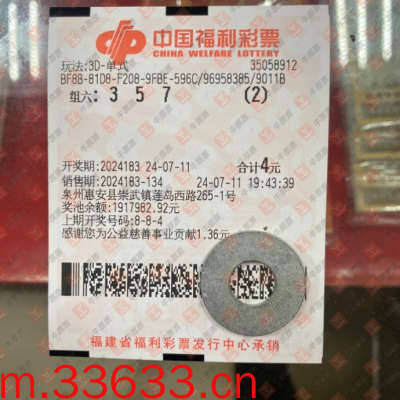 中国福利彩票
CHINA WELFARE LOTTERY
玩法:3D-单式 35058912
BF8B-81D8-F208-9FBE-596C/96958385/9011B
组六: 3 5 7 (2)
开奖期:2024183 24-07-11 合计4元
销售期:2024183-134 24-07-11 19:43:39
泉州惠安县崇武镇莲岛西路265-1号
奖池余额:1917982.92元
上期开奖号码:8-8-4
感谢您为公益慈善事业贡献1.36元
福建省福利彩票发行中心承销
m.33633.cn